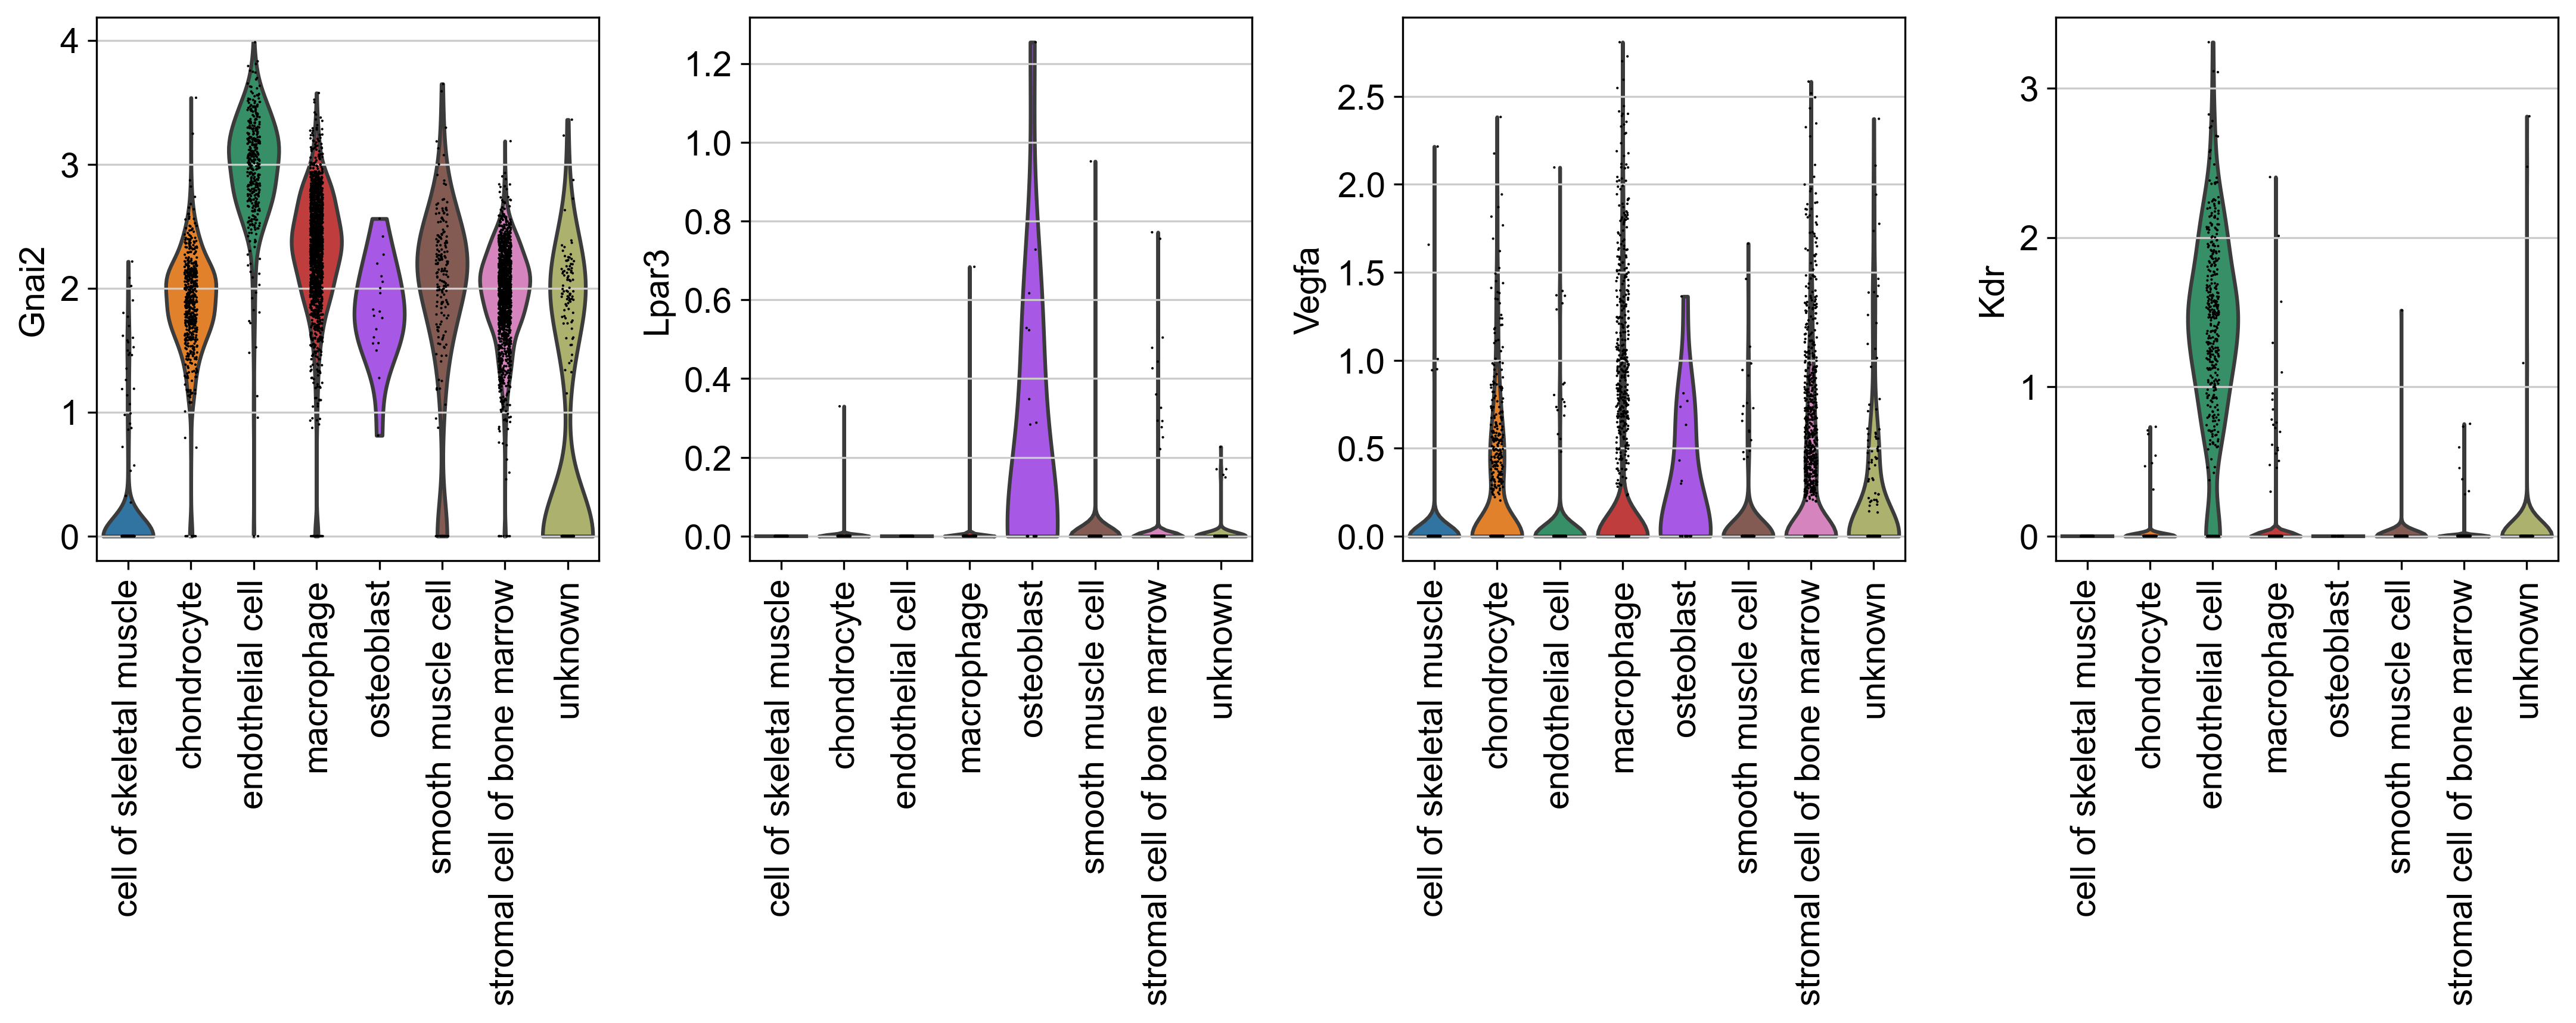 Gnai2
4
3
2
1
0
cell of skeletal muscle
chondrocyte
endothelial cell
macrophage
osteoblast
smooth muscle cell
stromal cell of bone marrow
unknown
Lpar3
1.2
1.0
0.8
0.6
0.4
0.2
0.0
cell of skeletal muscle
chondrocyte
endothelial cell
macrophage
osteoblast
smooth muscle cell
stromal cell of bone marrow
unknown
Vegfa
2.5
2.0
1.5
1.0
0.5
0.0
cell of skeletal muscle
chondrocyte
endothelial cell
macrophage
osteoblast
smooth muscle cell
stromal cell of bone marrow
unknown
Kdr
3
2
1
0
cell of skeletal muscle
chondrocyte
endothelial cell
macrophage
osteoblast
smooth muscle cell
stromal cell of bone marrow
unknown